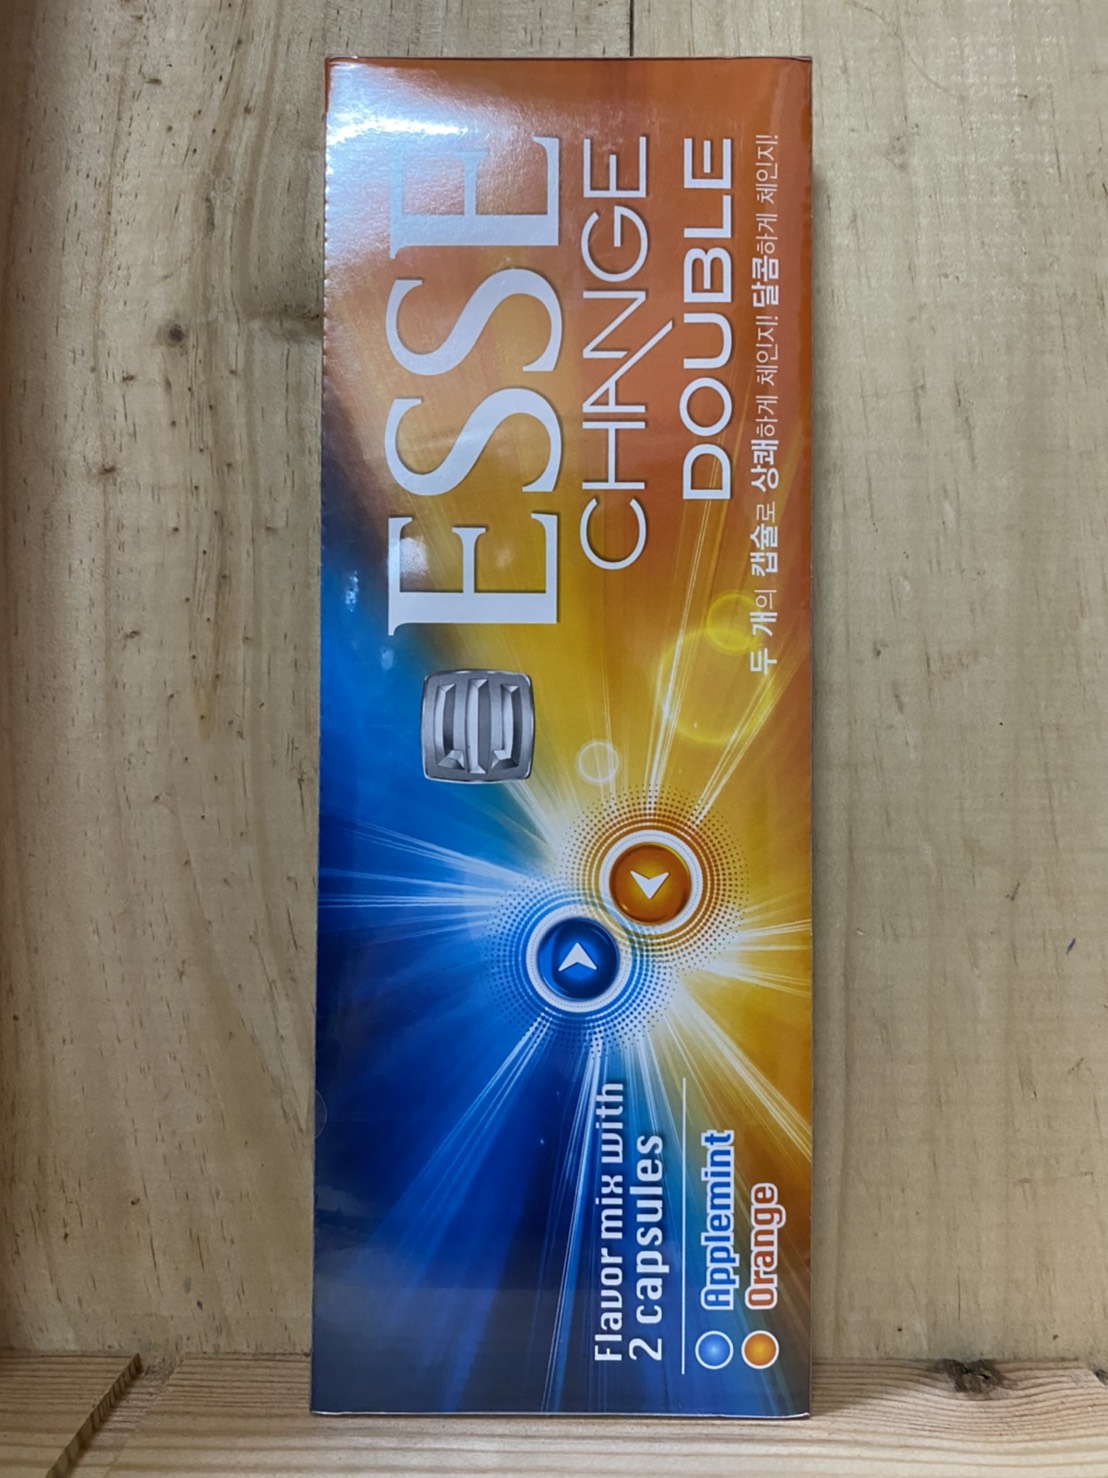 ESSE
CHANGE
DOUBLE
두 개의 캡슐로 상쾌하게 체인지! 달콤하게 체인지!
Flavor mix with
2 capsules
Applemint
Orange